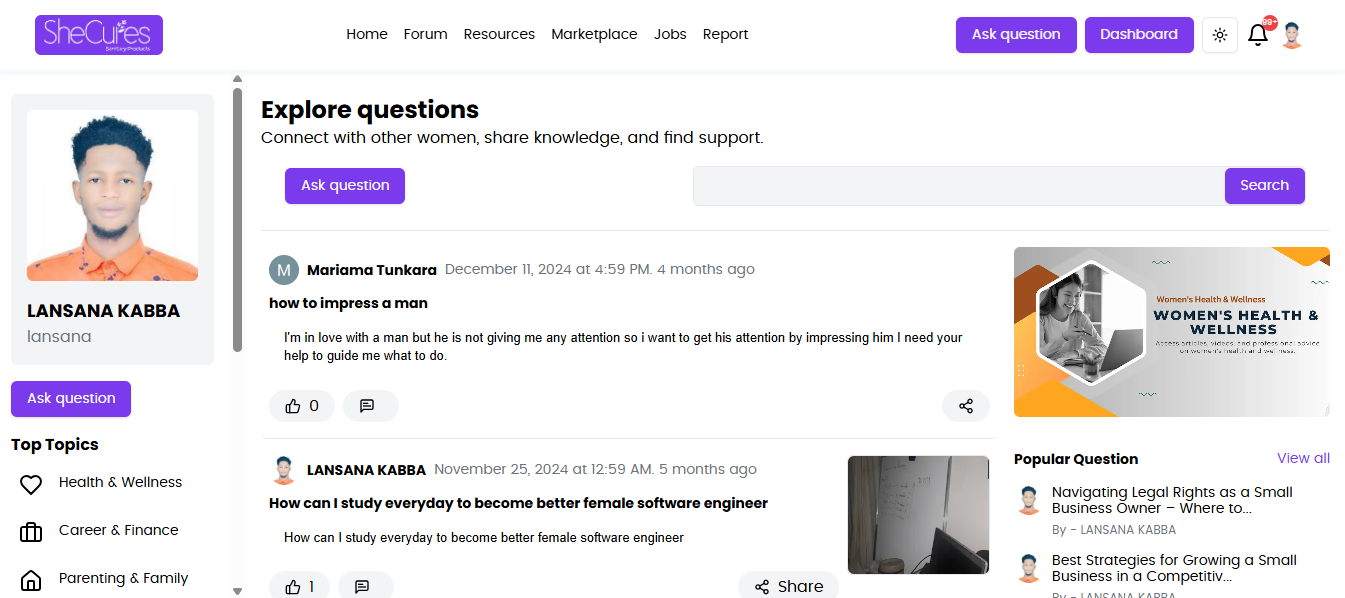 SheCures
Sanitary Products
Home Forum Resources Marketplace Jobs Report
Ask question Dashboard
99+
LANSANA KABBA
lansana
Ask question
Top Topics
Health & Wellness
Career & Finance
Parenting & Family
Explore questions
Connect with other women, share knowledge, and find support.
Ask question
Search
M Mariama Tunkara December 11, 2024 at 4:59 PM. 4 months ago
how to impress a man
I'm in love with a man but he is not giving me any attention so i want to get his attention by impressing him I need your
help to guide me what to do.
0
LANSANA KABBA November 25, 2024 at 12:59 AM. 5 months ago
How can I study everyday to become better female software engineer
How can I study everyday to become better female software engineer
1
Share
Women's Health & Wellness
WOMEN'S HEALTH &
WELLNESS
Access articles, videos, and professional advice
on women's health and wellness.
Popular Question View all
Navigating Legal Rights as a Small
Business Owner – Where to...
By - LANSANA KABBA
Best Strategies for Growing a Small
Business in a Competitiv...
By - LANSANA KABBA